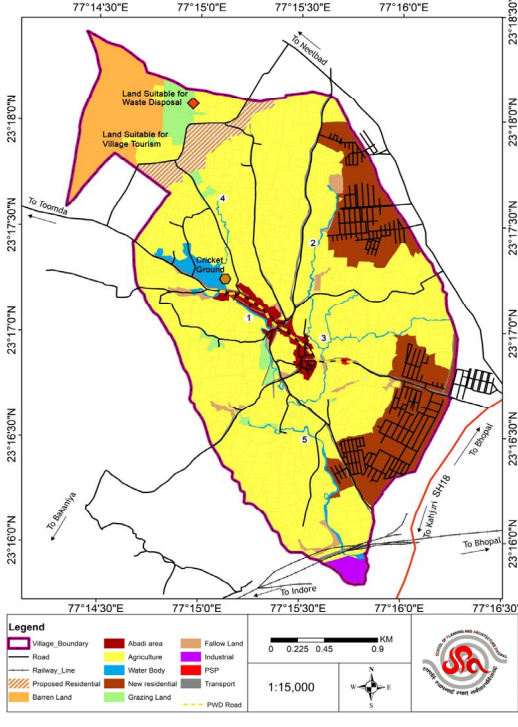 77°14'30"E 77°15'0"E 77°15'30"E 77°16'0"E
23°18'30"N
23°18'0"N
23°17'30"N
23°17'0"N
23°16'30"N
23°16'0"N
To Neelbad
Land Suitable for
Waste Disposal
Land Suitable for
Village Tourism
To Toomda
4
2
Cricket
Ground
1
3
5
To Bakaniya
To Kahjuri SH18
To Bhopal
To Bhopal
To Indore
23°18'0"N
23°17'30"N
23°17'0"N
23°16'30"N
23°16'0"N
77°14'30"E 77°15'0"E 77°15'30"E 77°16'0"E 77°16'30"E
Legend
Village_Boundary
Road
Railway_Line
Proposed Residential
Barren Land
Abadi area
Agriculture
Water Body
New residential
Grazing Land
Fallow Land
Industrial
PSP
Transport
PWD Road
KM
0 0.225 0.45 0.9
1:15,000
N
W E
S